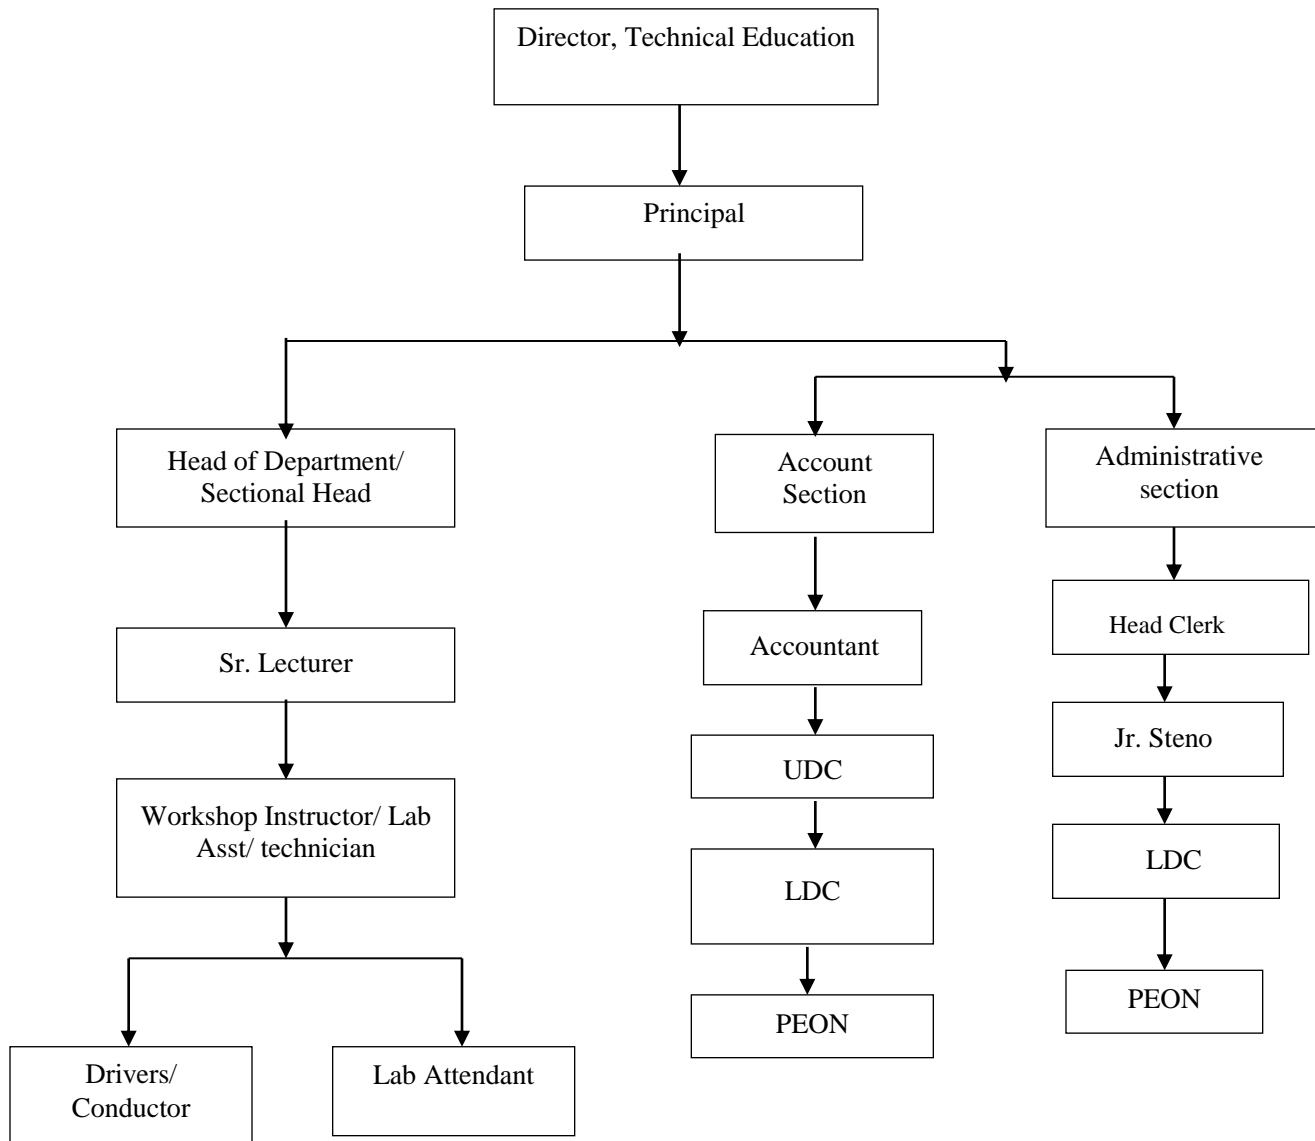 Director, Technical Education
Principal
Head of Department/
Sectional Head
Account
Section
Administrative
section
Sr. Lecturer
Accountant
Head Clerk
Workshop Instructor/ Lab
Asst/ technician
UDC
Jr. Steno
LDC
LDC
Drivers/
Conductor
Lab Attendant
PEON
PEON